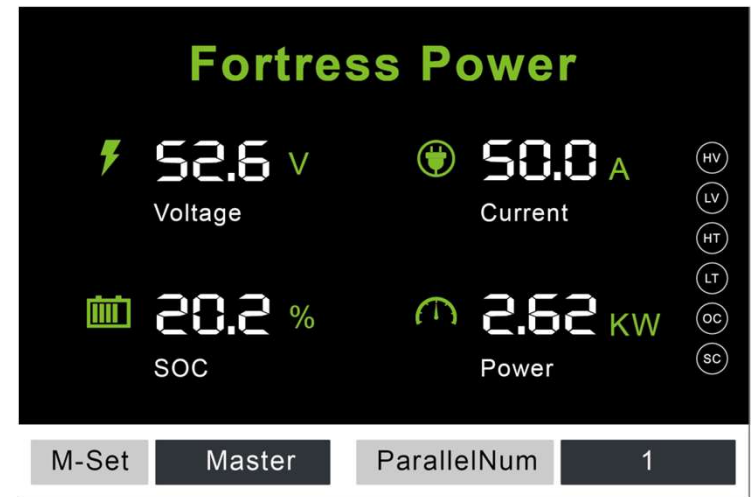 Fortress Power
52.6 V
50.0 A
HV
Voltage
Current
LV
HT
LT
20.2 %
2.62 KW
OC
SOC
Power
SC
M-Set Master ParallelNum 1